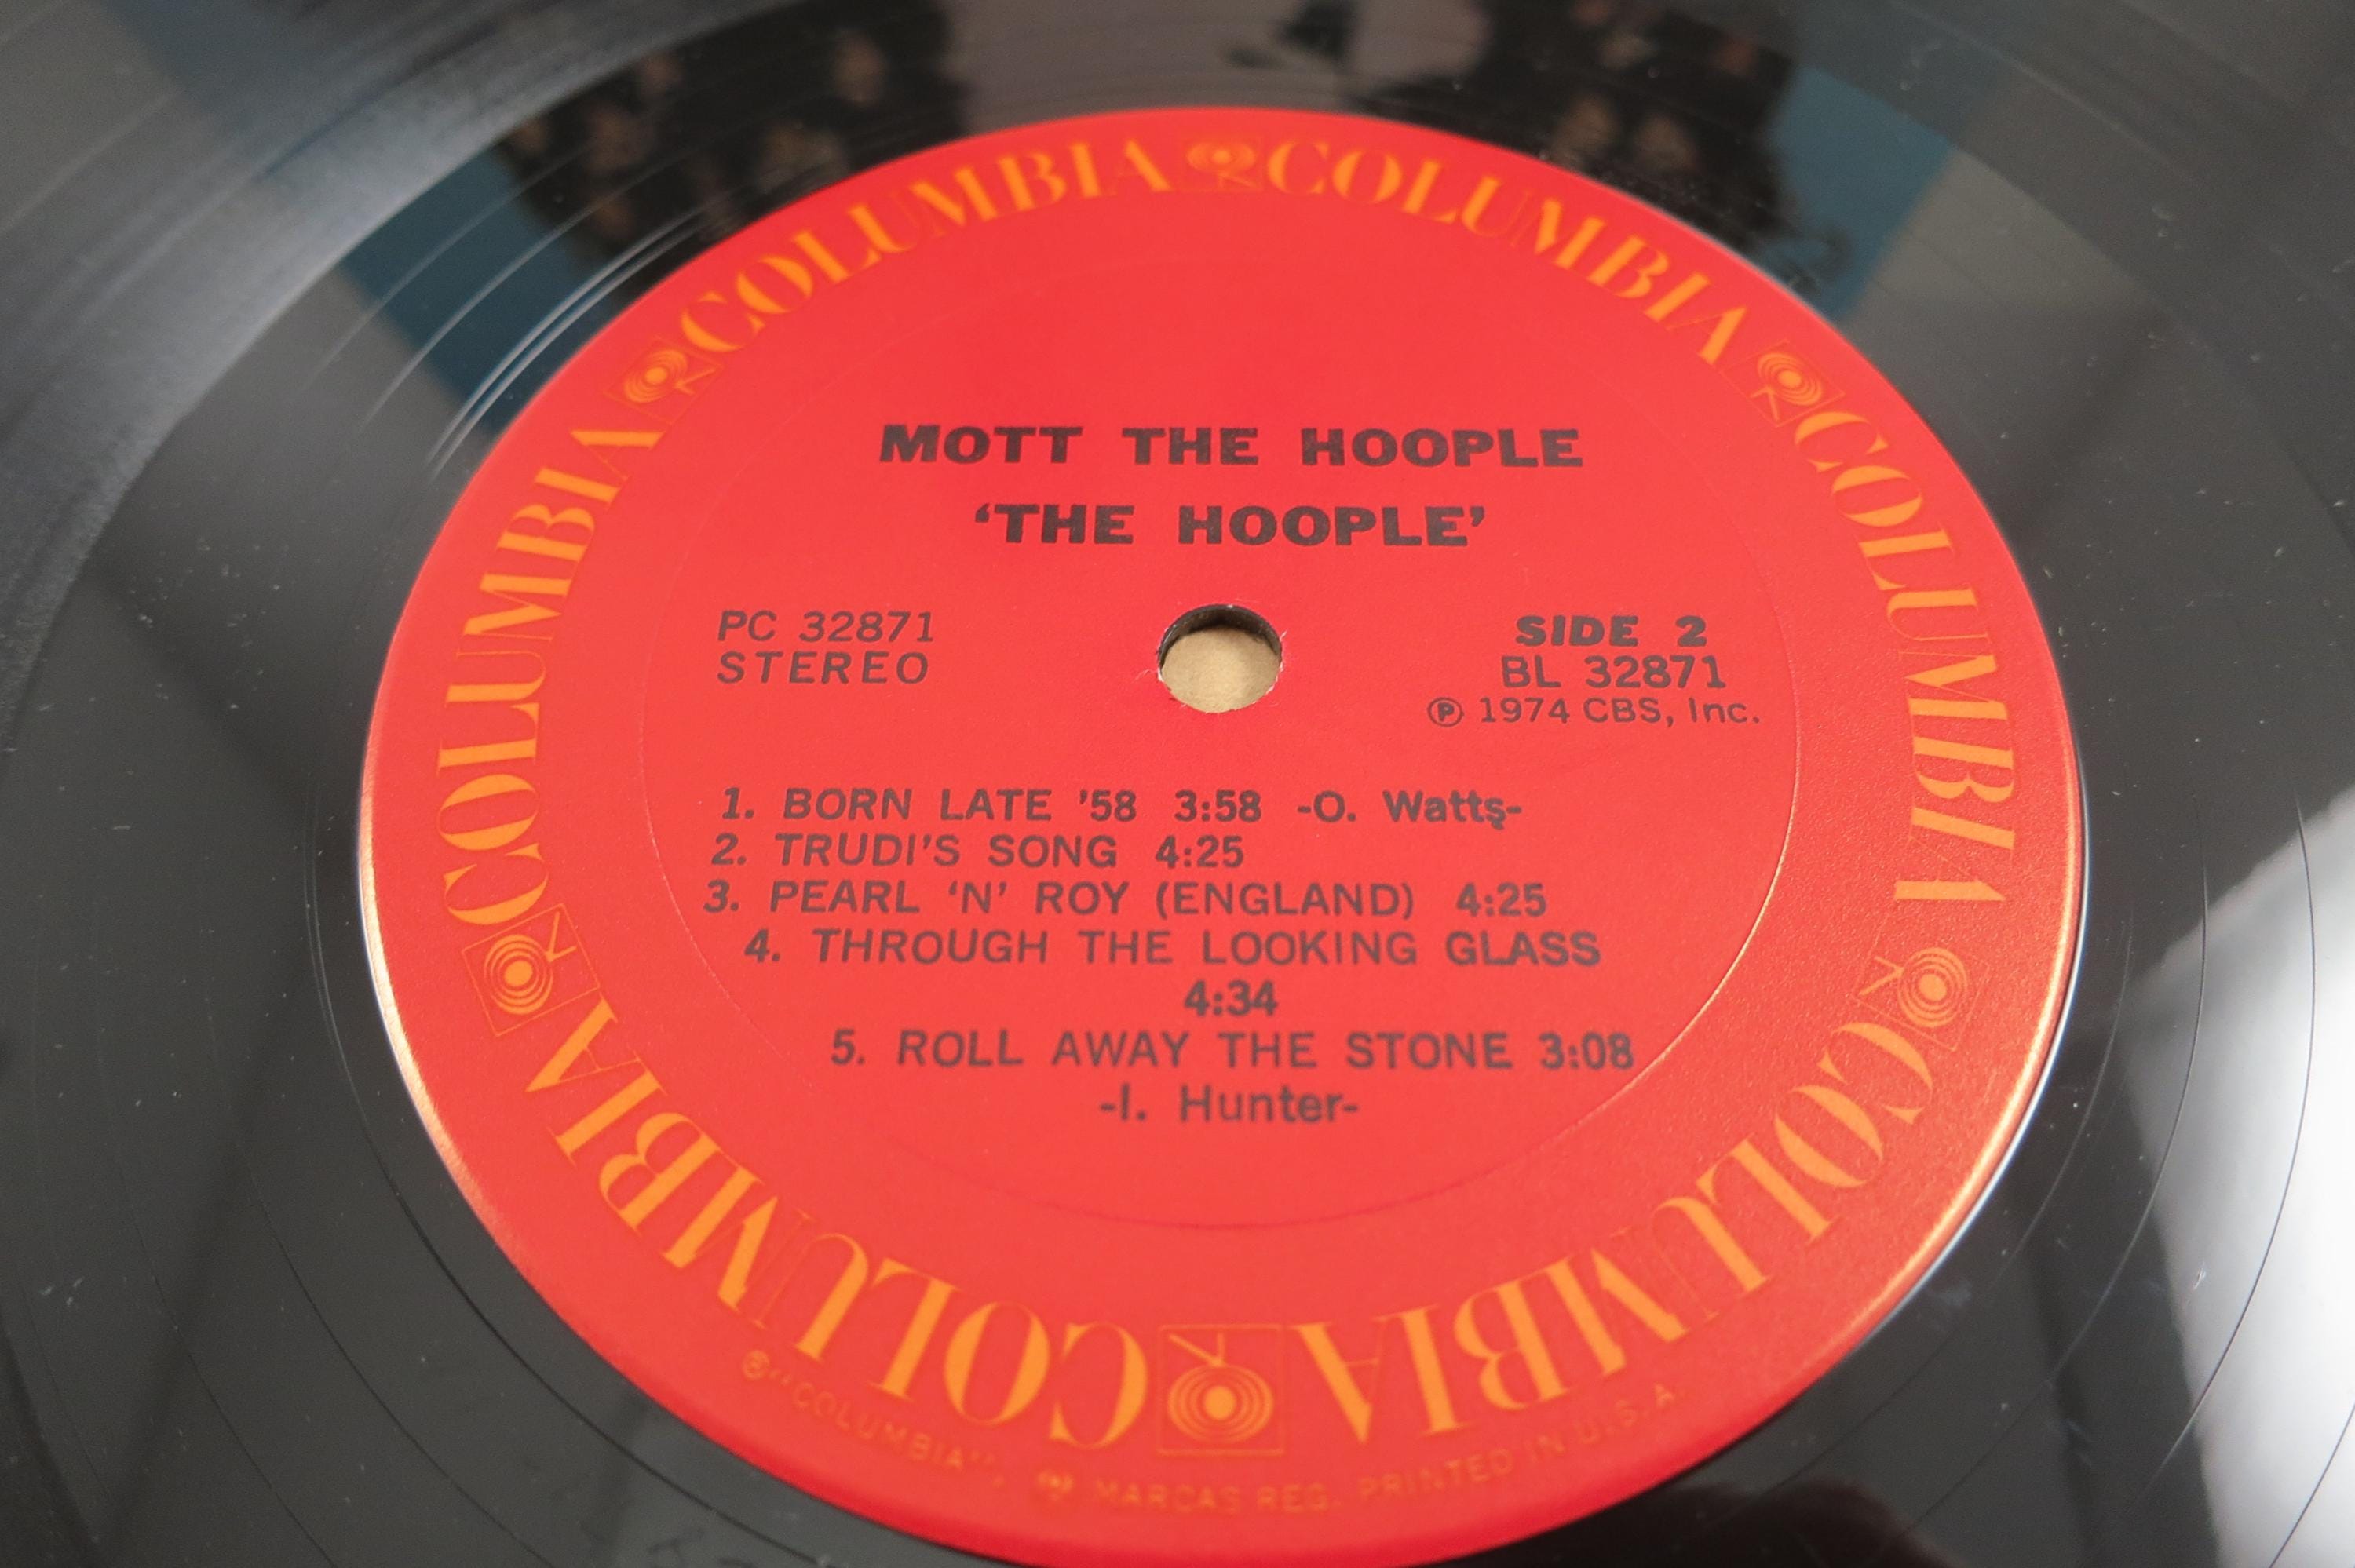 COLUMBIA COLUMBIA COLUMBIA COLUMBIA COLUMBIA COLUMBIA
MOTT THE HOOPLE
‘THE HOOPLE’
PC 32871
STEREO
SIDE 2
BL 32871
Ⓟ 1974 CBS, Inc.
1. BORN LATE ’58 3:58 -O. Watts-
2. TRUDI’S SONG 4:25
3. PEARL ‘N’ ROY (ENGLAND) 4:25
4. THROUGH THE LOOKING GLASS
4:34
5. ROLL AWAY THE STONE 3:08
-I. Hunter-
®“COLUMBIA”, MARCAS REG. PRINTED IN U.S.A.